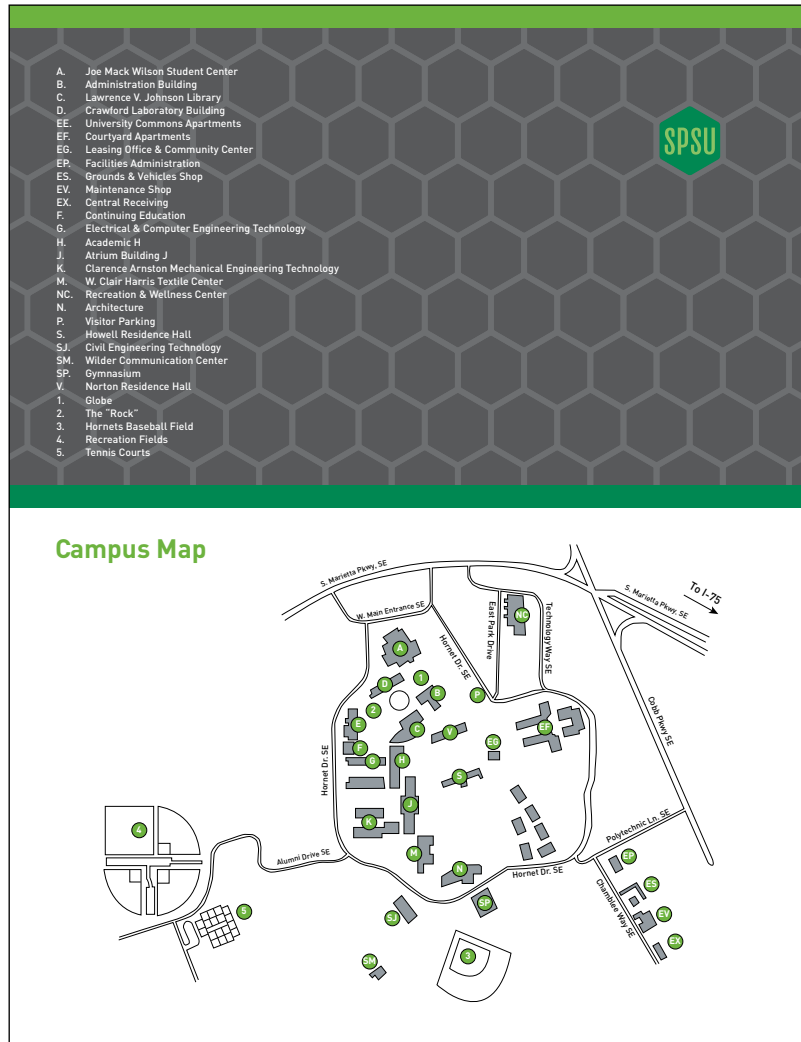 A. Joe Mack Wilson Student Center
B. Administration Building
C. Lawrence V. Johnson Library
D. Crawford Laboratory Building
EE. University Commons Apartments
EF. Courtyard Apartments
EG. Leasing Office & Community Center
EP. Facilities Administration
ES. Grounds & Vehicles Shop
EV. Maintenance Shop
EX. Central Receiving
F. Continuing Education
G. Electrical & Computer Engineering Technology
H. Academic H
J. Atrium Building J
K. Clarence Arnston Mechanical Engineering Technology
M. W. Clair Harris Textile Center
NC. Recreation & Wellness Center
N. Architecture
P. Visitor Parking
S. Howell Residence Hall
SJ. Civil Engineering Technology
SM. Wilder Communication Center
SP. Gymnasium
V. Norton Residence Hall
1. Globe
2. The “Rock”
3. Hornets Baseball Field
4. Recreation Fields
5. Tennis Courts
SPSU
Campus Map
S. Marietta Pkwy, SE
To I-75
S. Marietta Pkwy, SE
W. Main Entrance SE
East Park Drive
NC
Technology Way SE
Hornet Dr. SE
A
1
D
B
P
2
Cobb Pkwy SE
E
C
V
EF
EG
F
G
H
Hornet Dr. SE
S
J
K
4
Polytechnic Ln. SE
M
Alumni Drive SE
N
Hornet Dr. SE
EP
ES
Chamblee Way SE
SP
5
SJ
EV
EX
3
SM